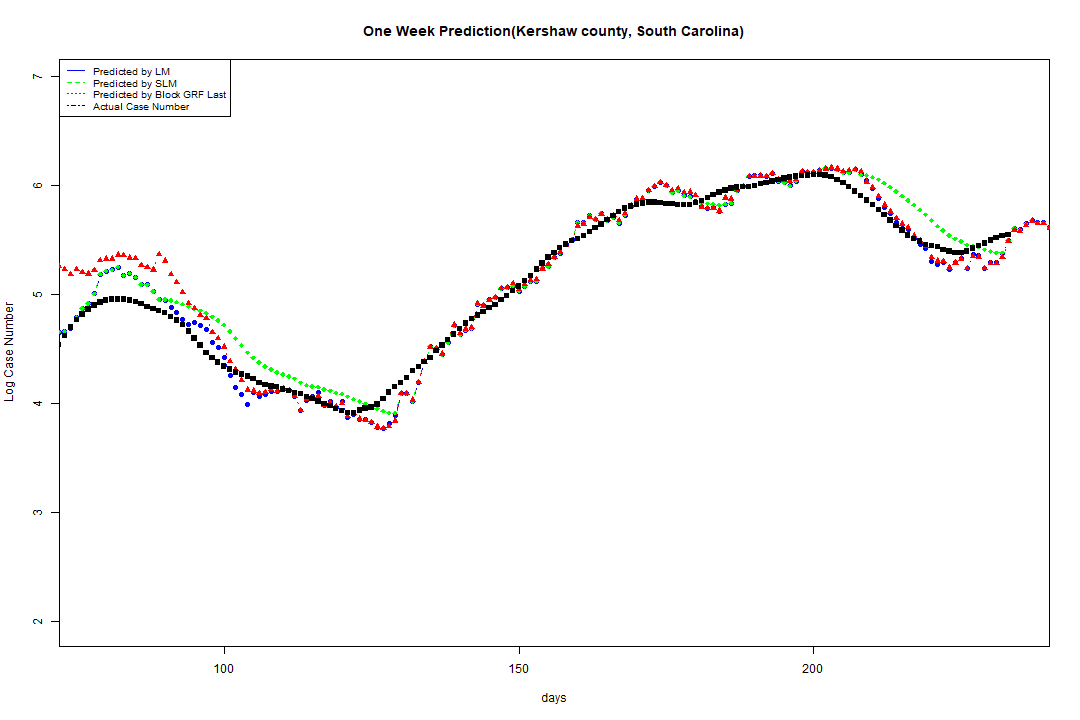 One Week Prediction(Kershaw county, South Carolina)
Predicted by LM
Predicted by SLM
Predicted by Block GRF Last
Actual Case Number
7
6
5
4
3
2
Log Case Number
100 150 200
days